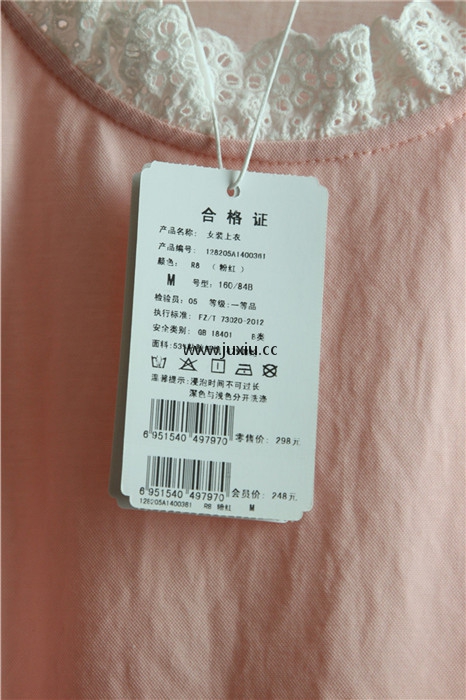 合格证
产品名称: 女装上衣
产品编号: 128205A1400361
颜色: R8 (粉红)
M 号型: 160/84B
检验员: 05 等级: 一等品
执行标准: FZ/T 73020-2012
安全类别: GB 18401 B类
面料: 53%
www.juxiu.cc
温馨提示: 浸泡时间不可过长
深色与浅色分开洗涤
6 951540 497970 零售价: 298元
6 951540 497970 会员价: 248元
128205A1400361 R8 粉红 M